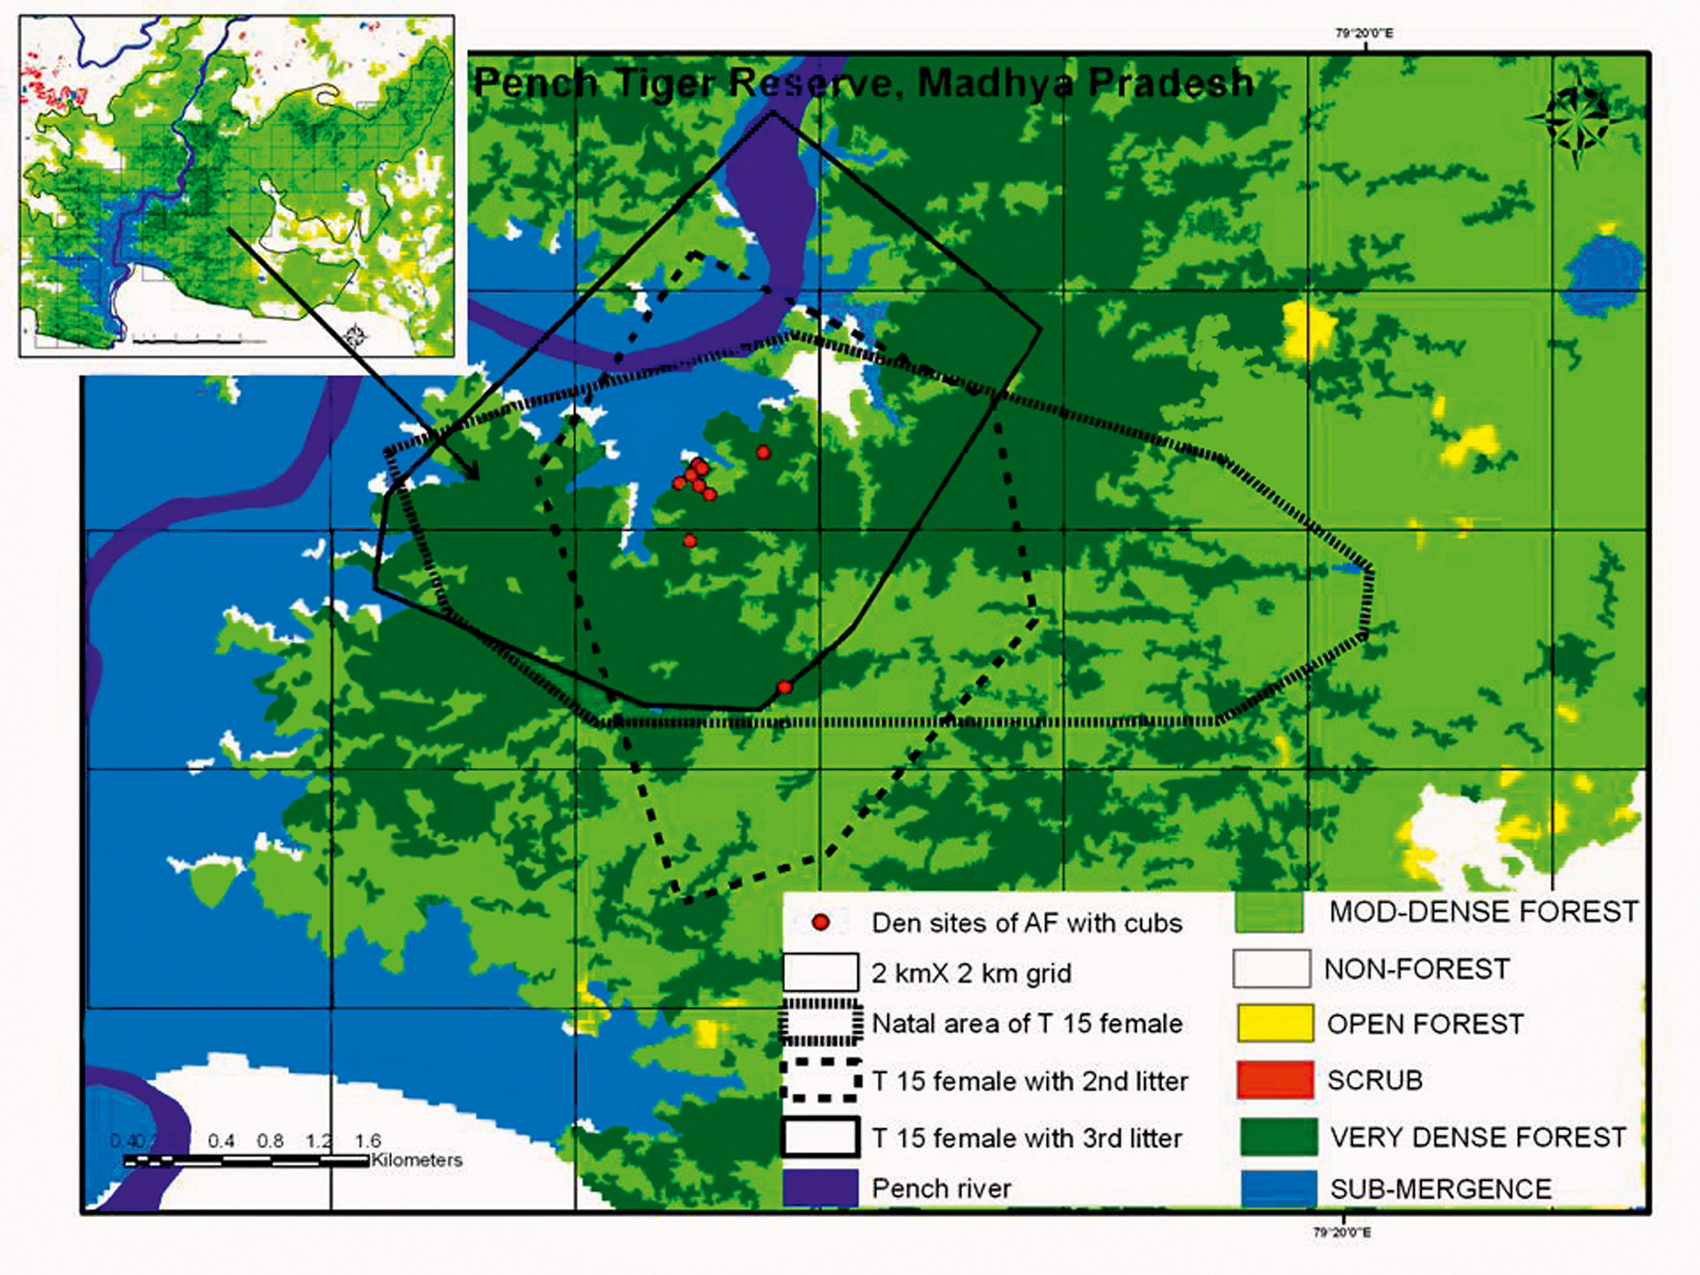 79°20'0"E
Pench Tiger Reserve, Madhya Pradesh
Den sites of AF with cubs
2 kmX 2 km grid
Natal area of T 15 female
T 15 female with 2nd litter
T 15 female with 3rd litter
Pench river
MOD-DENSE FOREST
NON-FOREST
OPEN FOREST
SCRUB
VERY DENSE FOREST
SUB-MERGENCE
0.4 0.4 0.8 1.2 1.6
Kilometers
79°20'0"E